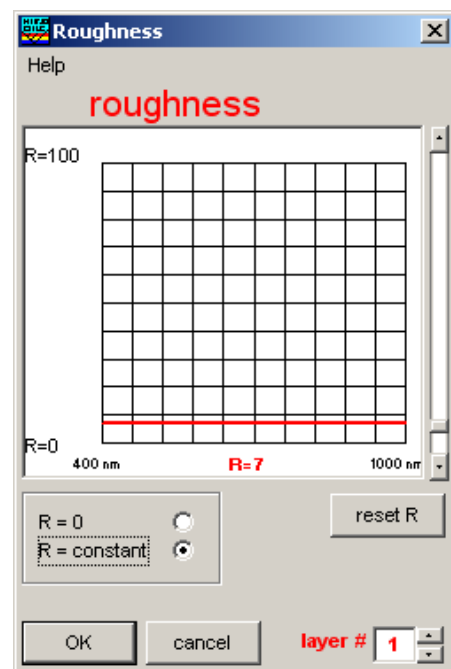 Roughness
Help
roughness
R=100
R=0
400 nm R=7 1000 nm
R = 0
R = constant
reset R
OK cancel layer # 1